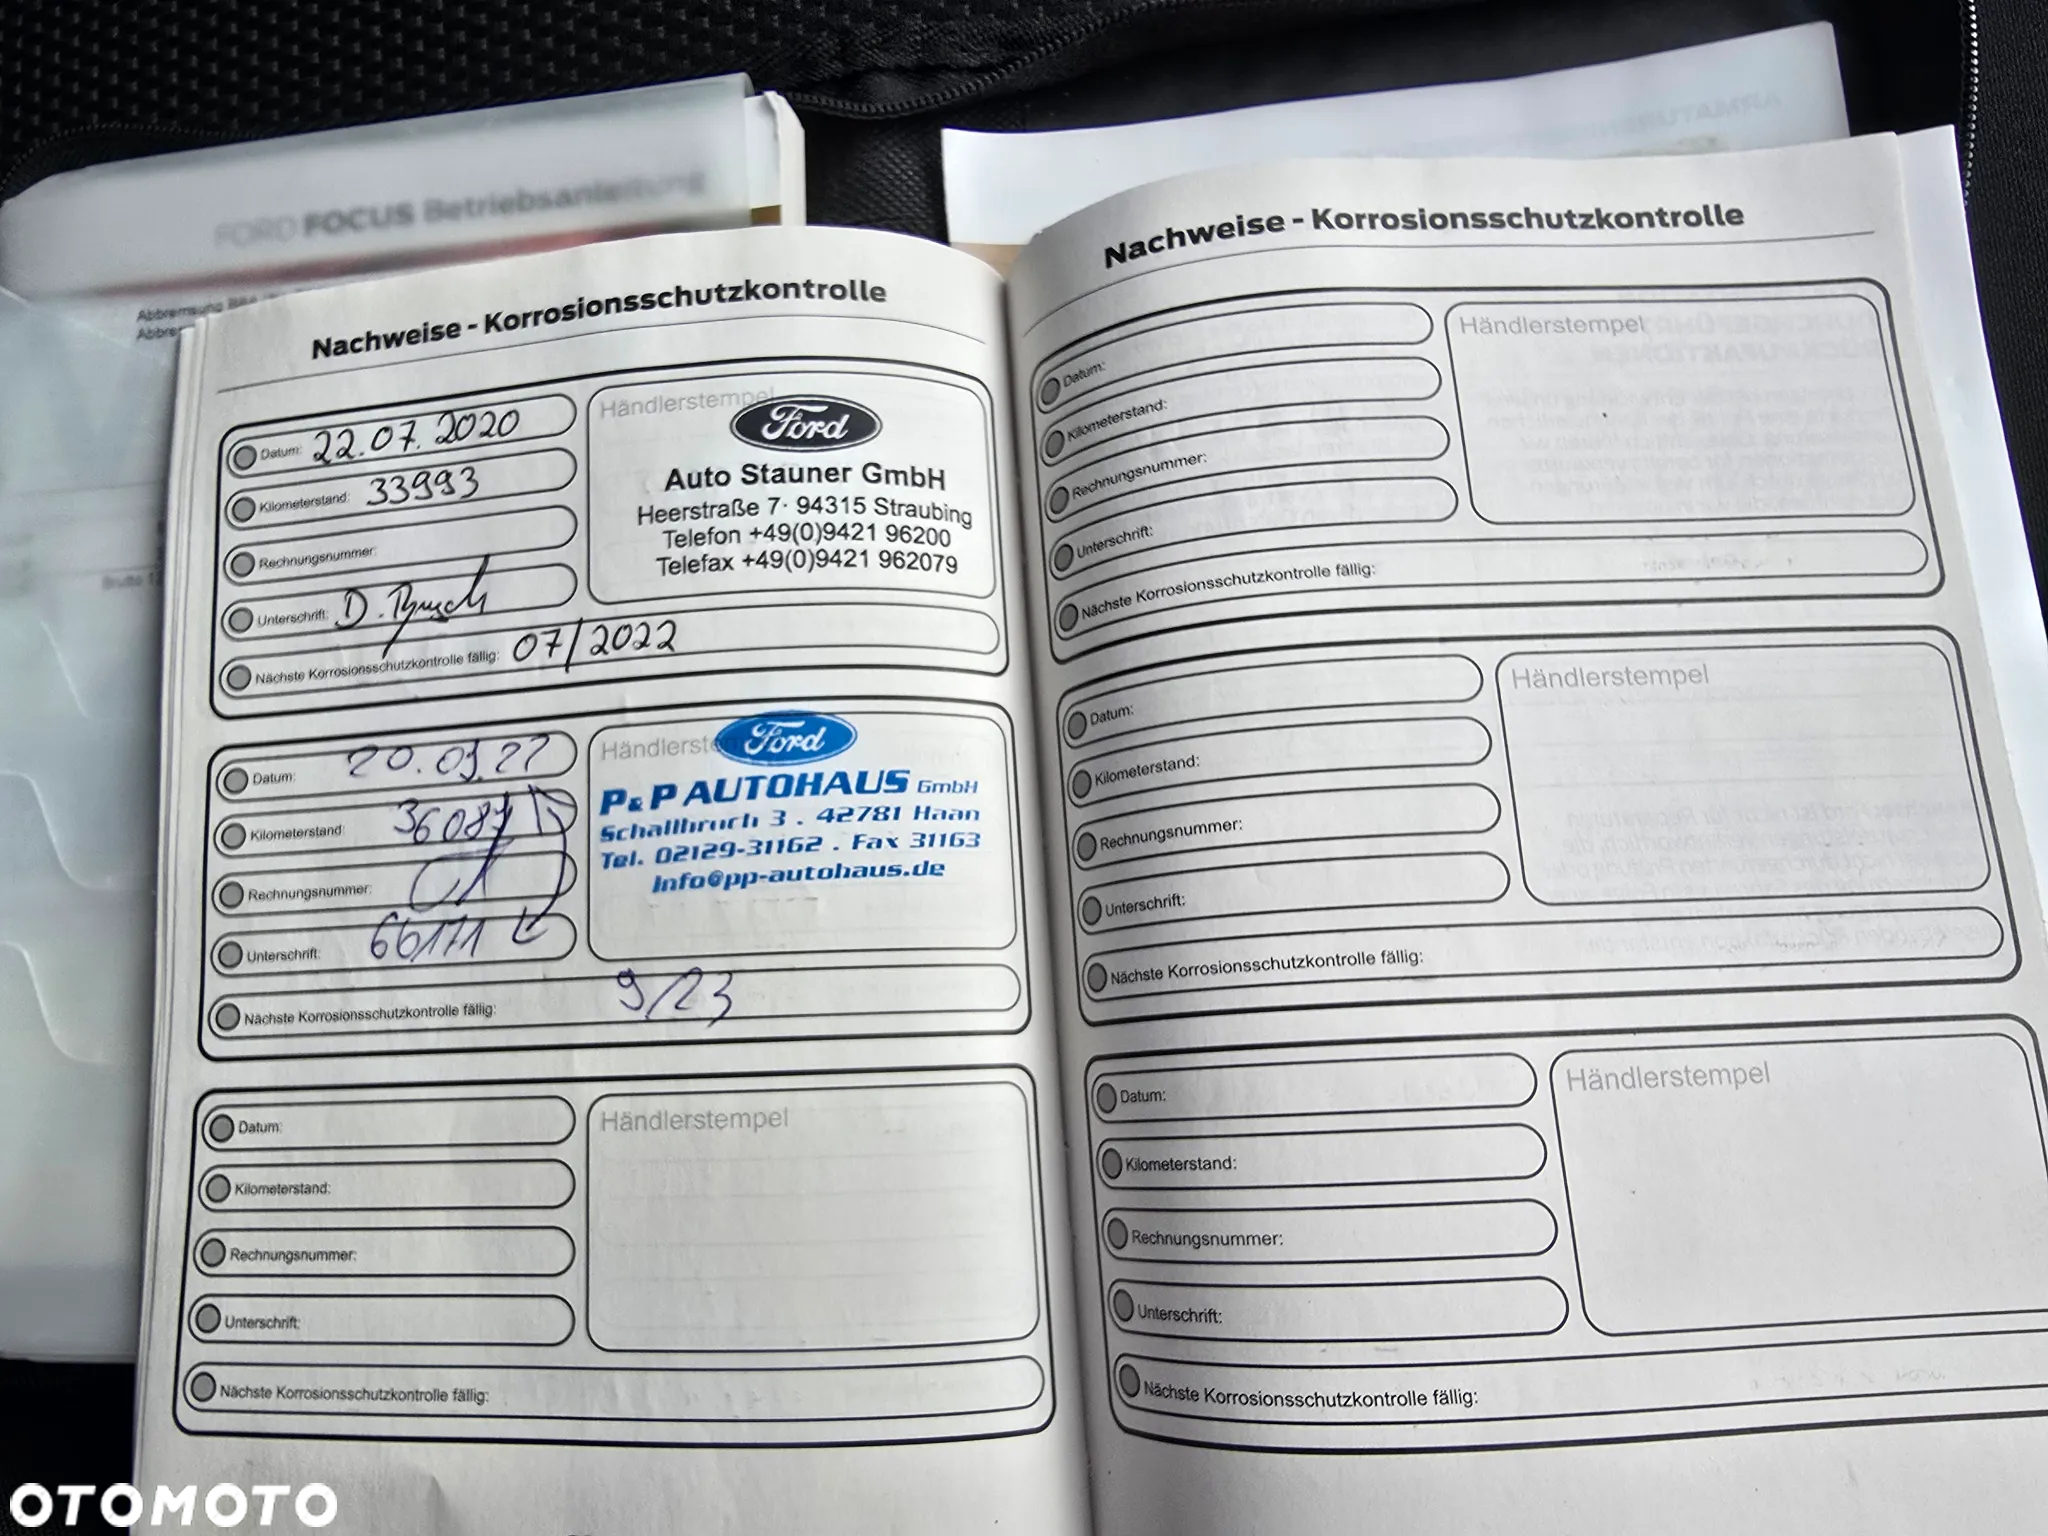 FORD FOCUS Betriebsanleitung
Abbremsung
Nachweise - Korrosionsschutzkontrolle
Datum: 22.07.2020
Kilometerstand: 33993
Rechnungsnummer:
Unterschrift:
Nächste Korrosionsschutzkontrolle fällig: 07/2022
Händlerstempel
Ford
Auto Stauner GmbH
Heerstraße 7 · 94315 Straubing
Telefon +49(0)9421 96200
Telefax +49(0)9421 962079
Datum: 20.09.22
Kilometerstand:
Rechnungsnummer:
Unterschrift: 66171
Nächste Korrosionsschutzkontrolle fällig: 9/23
Ford
P&P AUTOHAUS GmbH
Schallbruch 3 . 42781 Haan
Tel. 02129-31162 . Fax 31163
Info@pp-autohaus.de
Datum:
Kilometerstand:
Rechnungsnummer:
Unterschrift:
Nächste Korrosionsschutzkontrolle fällig:
Händlerstempel
Nachweise - Korrosionsschutzkontrolle
Datum:
Kilometerstand:
Rechnungsnummer:
Unterschrift:
Nächste Korrosionsschutzkontrolle fällig:
Händlerstempel
Datum:
Kilometerstand:
Rechnungsnummer:
Unterschrift:
Nächste Korrosionsschutzkontrolle fällig:
Händlerstempel
Datum:
Kilometerstand:
Rechnungsnummer:
Unterschrift:
Nächste Korrosionsschutzkontrolle fällig:
Händlerstempel
OTOMOTO